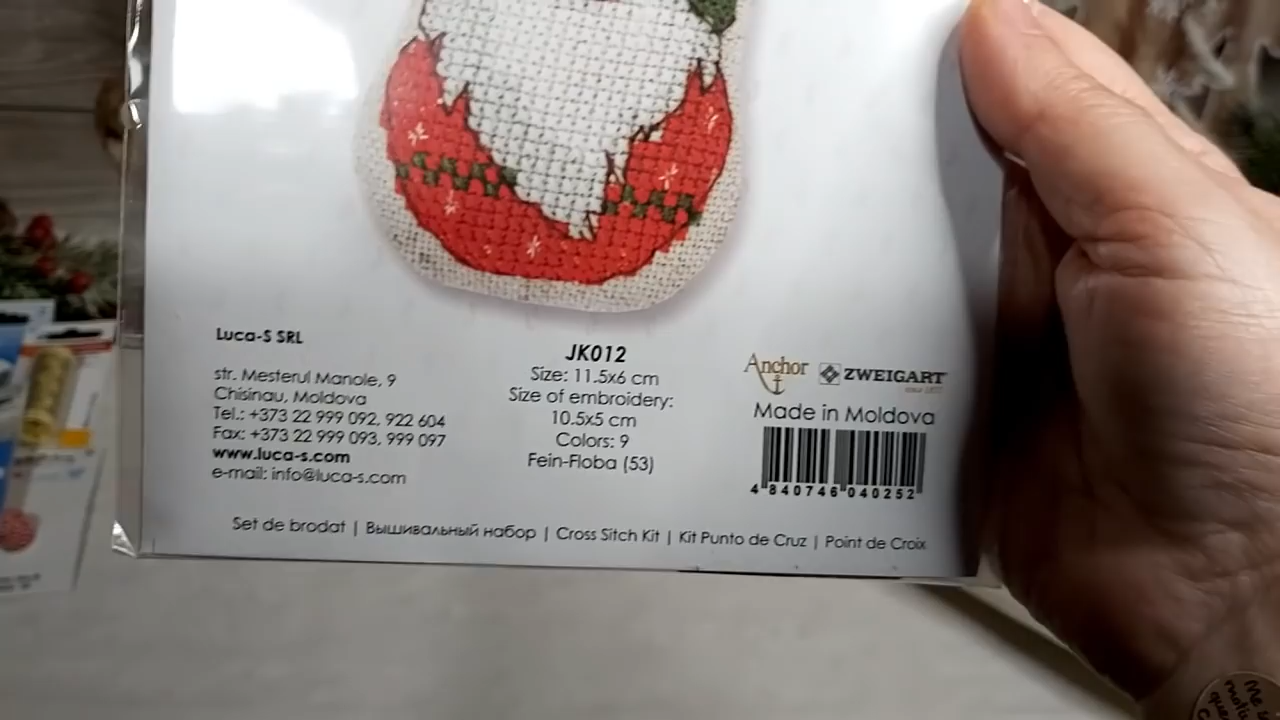 Luca-S SRL
str. Mesterul Manole, 9
Chisinau, Moldova
Tel.: +373 22 999 092, 922 604
Fax: +373 22 999 093, 999 097
www.luca-s.com
e-mail: info@luca-s.com
JK012
Size: 11.5x6 cm
Size of embroidery:
10.5x5 cm
Colors: 9
Fein-Floba (53)
Anchor
ZWEIGART
Made in Moldova
4 840746 040252
Set de brodat | Вышивальный набор | Cross Stitch Kit | Kit Punto de Cruz | Point de Croix